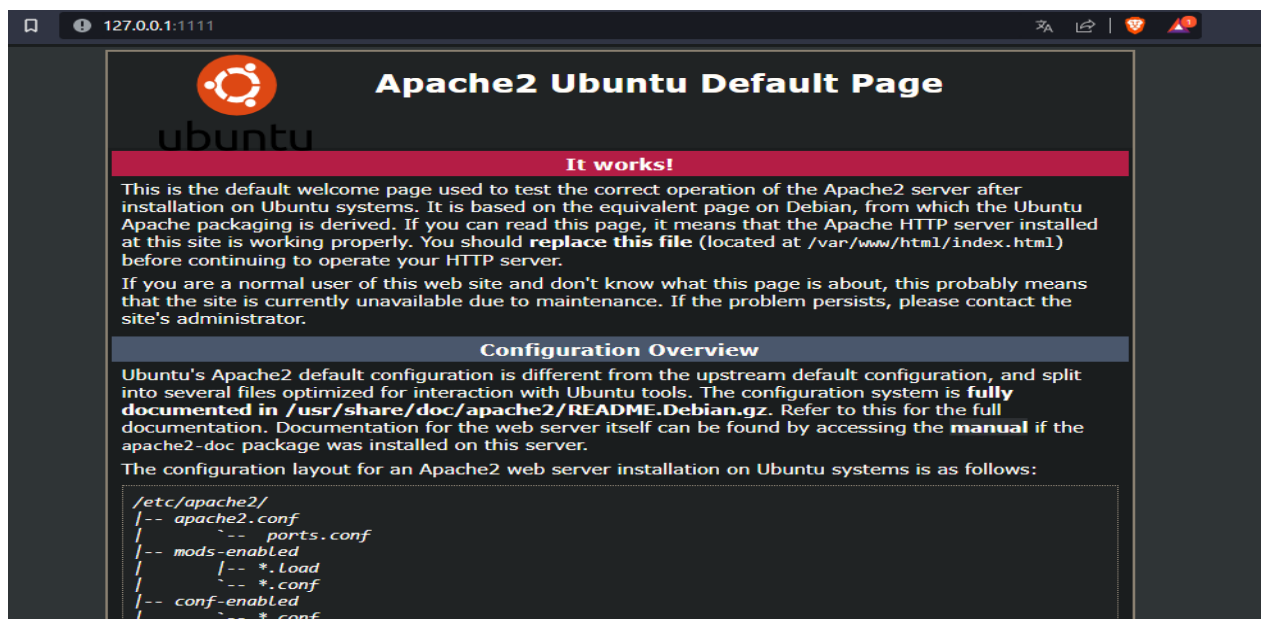 127.0.0.1:1111
Apache2 Ubuntu Default Page
ubuntu
It works!
This is the default welcome page used to test the correct operation of the Apache2 server after
installation on Ubuntu systems. It is based on the equivalent page on Debian, from which the Ubuntu
Apache packaging is derived. If you can read this page, it means that the Apache HTTP server installed
at this site is working properly. You should replace this file (located at /var/www/html/index.html)
before continuing to operate your HTTP server.
If you are a normal user of this web site and don't know what this page is about, this probably means
that the site is currently unavailable due to maintenance. If the problem persists, please contact the
site's administrator.
Configuration Overview
Ubuntu's Apache2 default configuration is different from the upstream default configuration, and split
into several files optimized for interaction with Ubuntu tools. The configuration system is fully
documented in /usr/share/doc/apache2/README.Debian.gz. Refer to this for the full
documentation. Documentation for the web server itself can be found by accessing the manual if the
apache2-doc package was installed on this server.
The configuration layout for an Apache2 web server installation on Ubuntu systems is as follows:
/etc/apache2/
|-- apache2.conf
|       `--  ports.conf
|-- mods-enabled
|       |-- *.load
|       `-- *.conf
|-- conf-enabled
|       `-- *.conf